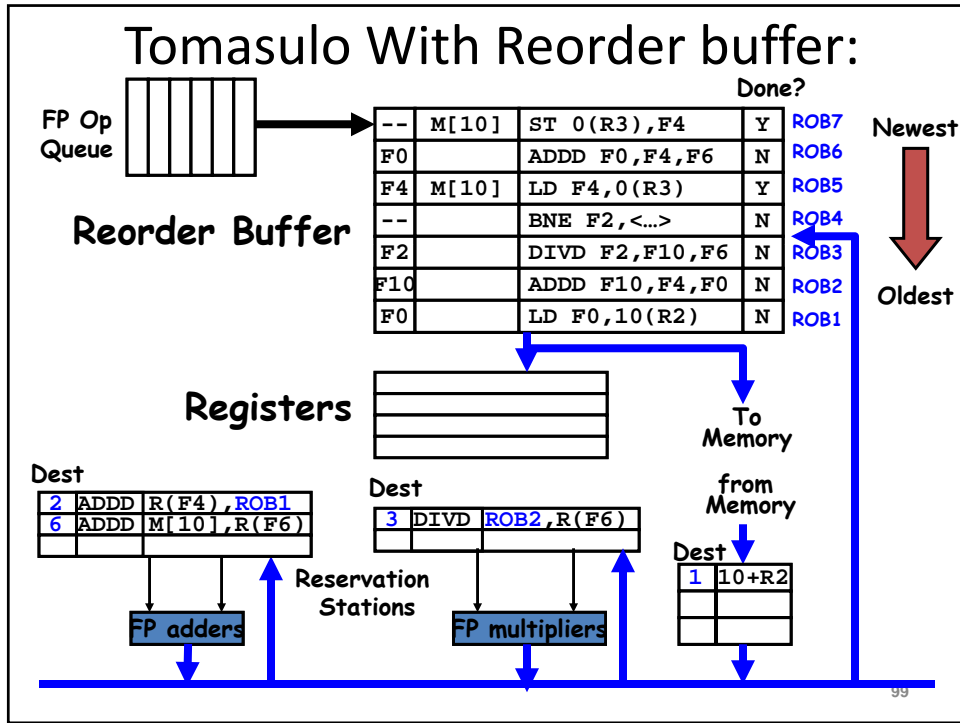 Tomasulo With Reorder buffer:
Done?
FP Op
Queue
-- M[10] ST 0(R3),F4 Y ROB7
F0 ADDD F0,F4,F6 N ROB6
F4 M[10] LD F4,0(R3) Y ROB5
-- BNE F2,<…> N ROB4
F2 DIVD F2,F10,F6 N ROB3
F10 ADDD F10,F4,F0 N ROB2
F0 LD F0,10(R2) N ROB1
Newest
Oldest
Reorder Buffer
Registers
To
Memory
from
Memory
Dest
2 ADDD R(F4),ROB1
6 ADDD M[10],R(F6)
Dest
3 DIVD ROB2,R(F6)
Dest
1 10+R2
Reservation
Stations
FP adders
FP multipliers
99